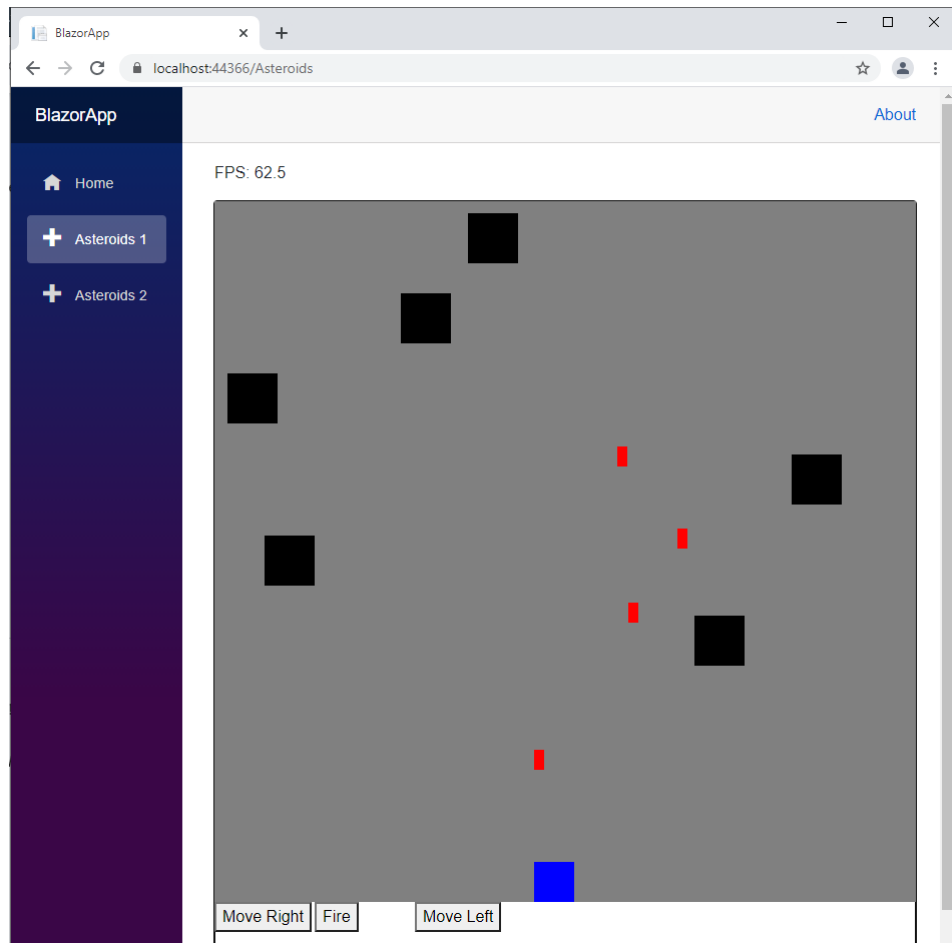 BlazorApp
localhost:44366/Asteroids
BlazorApp
About
Home
Asteroids 1
Asteroids 2
FPS: 62.5
Move Right Fire Move Left